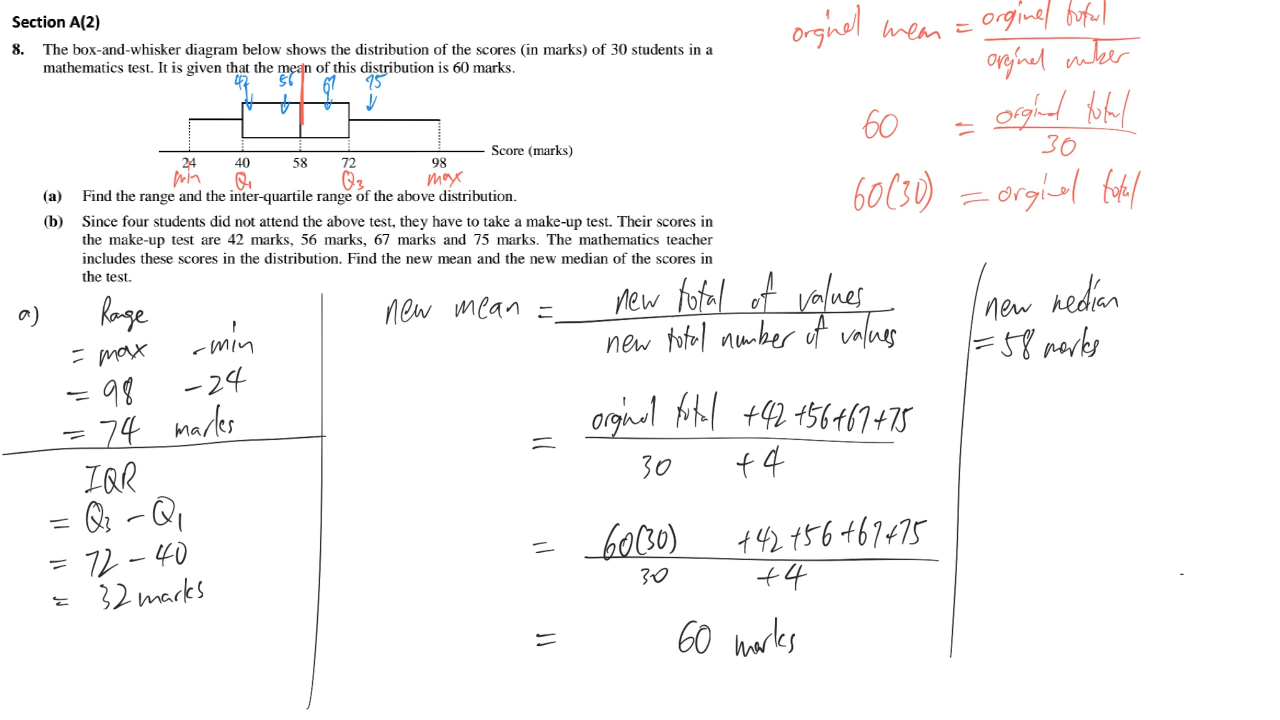 Section A(2)
8. The box-and-whisker diagram below shows the distribution of the scores (in marks) of 30 students in a
mathematics test. It is given that the mean of this distribution is 60 marks.
42 56 67 75
Score (marks)
24 40 58 72 98
min Q₁ Q₃ max
(a) Find the range and the inter-quartile range of the above distribution.
(b) Since four students did not attend the above test, they have to take a make-up test. Their scores in
the make-up test are 42 marks, 56 marks, 67 marks and 75 marks. The mathematics teacher
includes these scores in the distribution. Find the new mean and the new median of the scores in
the test.
orginel mean = orginel total
orginel number
60 = orginel total
30
60(30) = orginel total
a) Range
= max - min
= 98 - 24
= 74 marks
IQR
= Q₃ - Q₁
= 72 - 40
= 32 marks
new mean = new total of values
new total number of values
= orginel total +42 +56+67+75
30 +4
= 60(30) +42 +56 +67+75
30 +4
= 60 marks
new median
= 58 marks